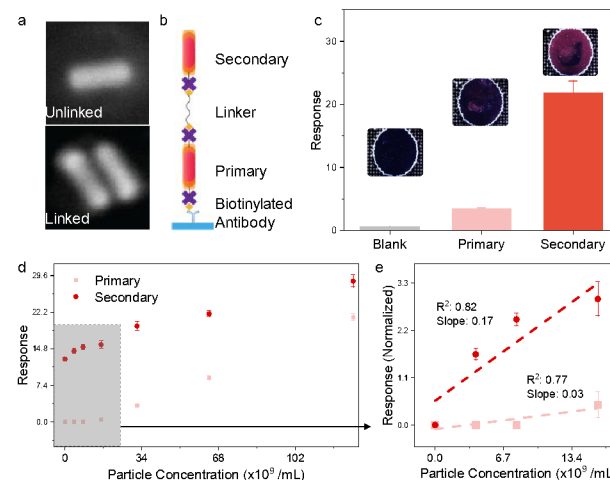 a
Unlinked
Linked
b
Secondary
Linker
Primary
Biotinylated
Antibody
c
Response
30
20
10
0
Blank
Primary
Secondary
d
Primary
Secondary
Response
29.6
22.2
14.8
7.4
0.0
0
34
68
102
Particle Concentration (x10⁹ /mL)
e
Response (Normalized)
3.3
2.2
1.1
0.0
R²: 0.82
Slope: 0.17
R²: 0.77
Slope: 0.03
0.0
6.7
13.4
Particle Concentration (x10⁹ /mL)